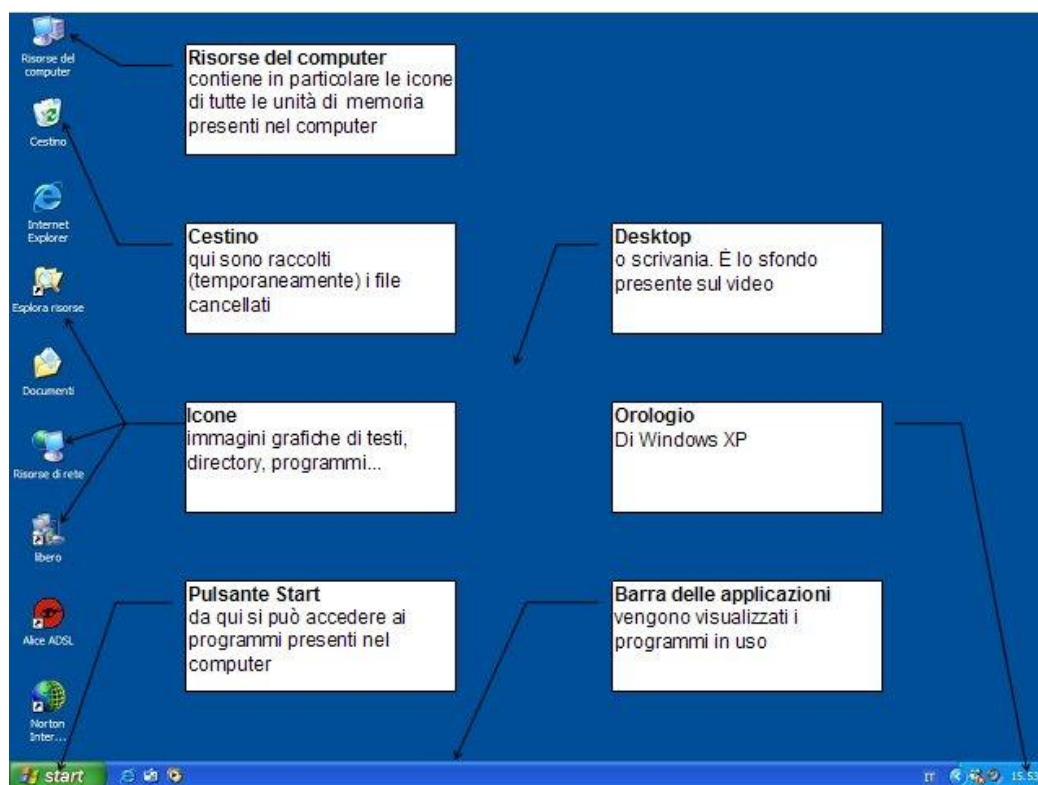 Risorse del
computer
Cestino
Internet
Explorer
Esplora risorse
Documenti
Risorse di rete
libero
Alice ADSL
Norton
Inter...
Risorse del computer
contiene in particolare le icone
di tutte le unità di memoria
presenti nel computer
Cestino
qui sono raccolti
(temporaneamente) i file
cancellati
Desktop
o scrivania. È lo sfondo
presente sul video
Icone
immagini grafiche di testi,
directory, programmi...
Orologio
Di Windows XP
Pulsante Start
da qui si può accedere ai
programmi presenti nel
computer
Barra delle applicazioni
vengono visualizzati i
programmi in uso
start
IT
15.53